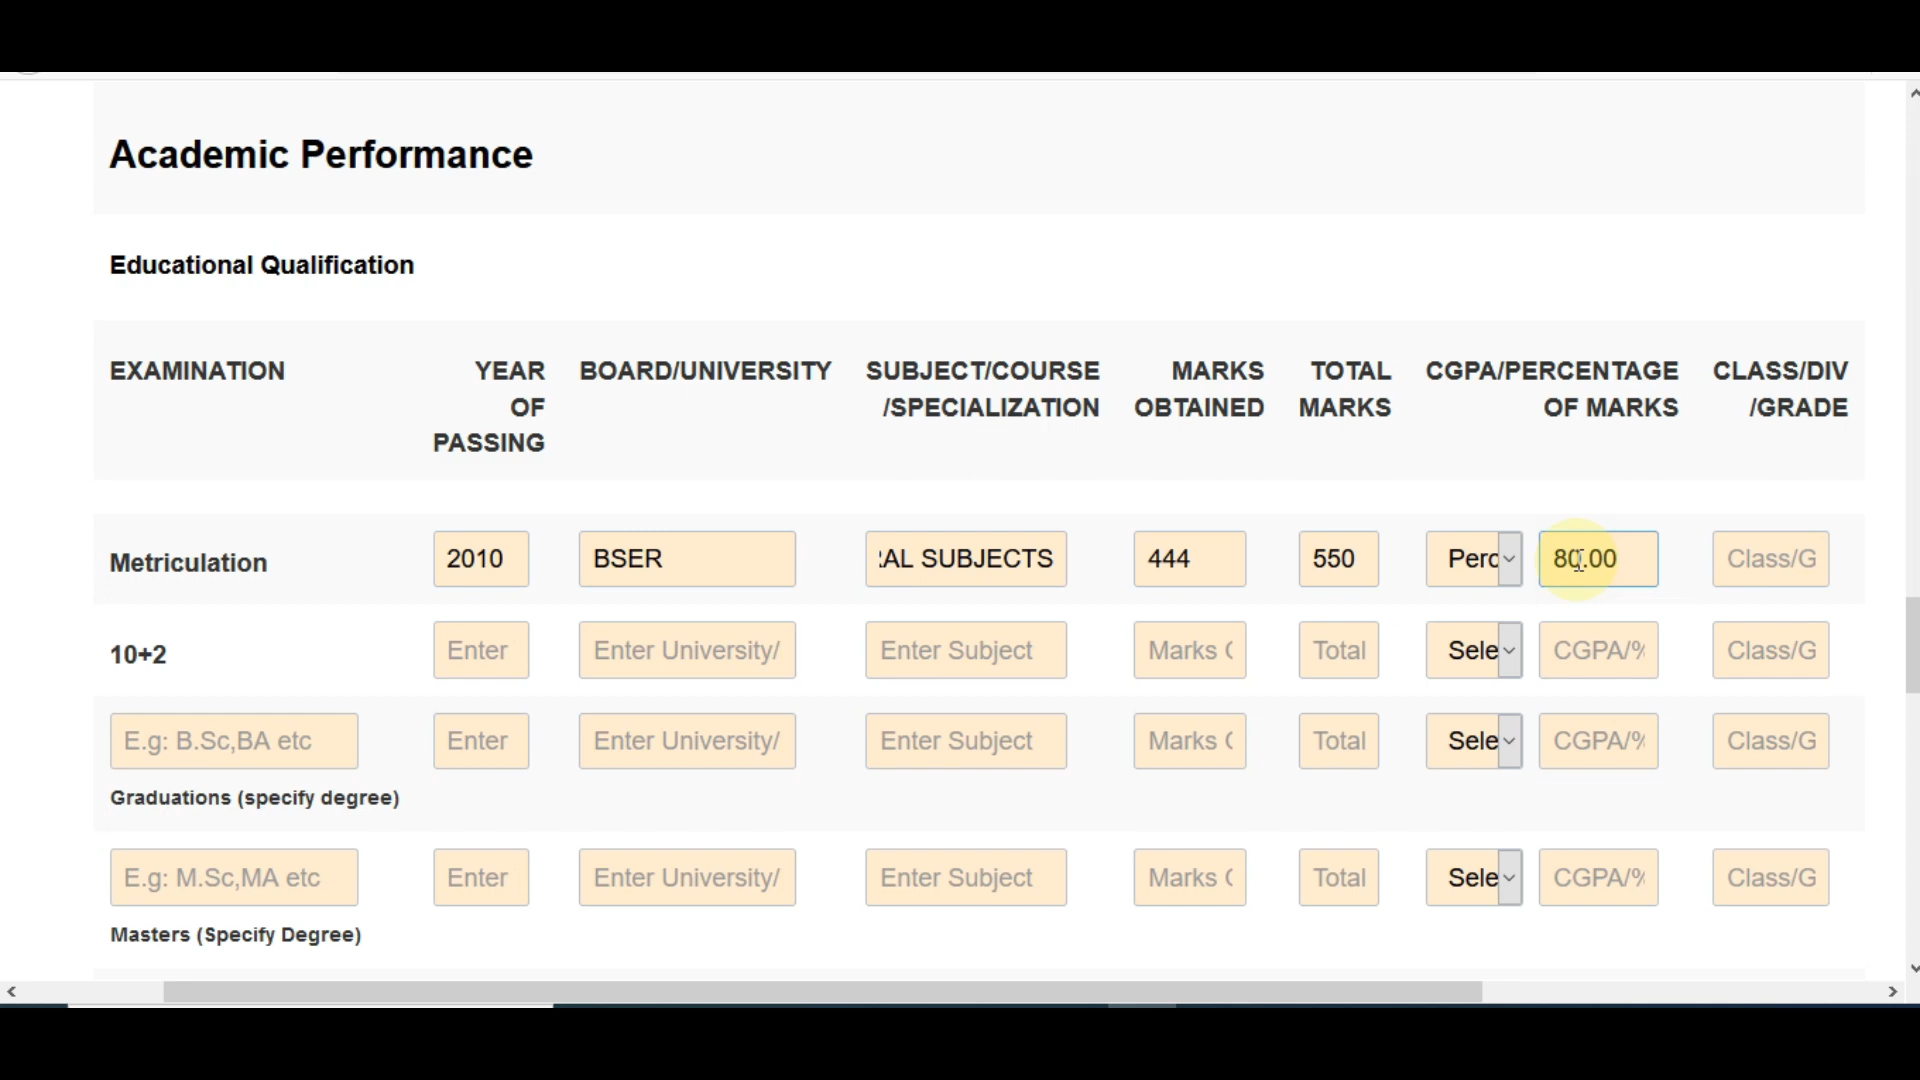 Academic Performance
Educational Qualification
EXAMINATION YEAR OF PASSING BOARD/UNIVERSITY SUBJECT/COURSE /SPECIALIZATION MARKS OBTAINED TOTAL MARKS CGPA/PERCENTAGE OF MARKS CLASS/DIV /GRADE
Metriculation 2010 BSER RAL SUBJECTS 444 550 Perc 80.00 Class/G
10+2 Enter Enter University/ Enter Subject Marks O Total Sele CGPA/% Class/G
E.g: B.Sc,BA etc Enter Enter University/ Enter Subject Marks O Total Sele CGPA/% Class/G
Graduations (specify degree)
E.g: M.Sc,MA etc Enter Enter University/ Enter Subject Marks O Total Sele CGPA/% Class/G
Masters (Specify Degree)